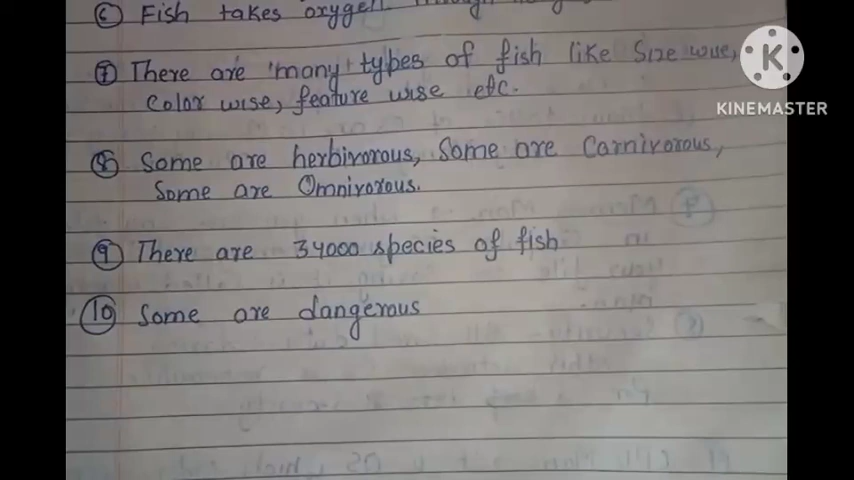 6 Fish takes oxygen
7 There are many types of fish like Size wise,
Color wise, feature wise etc.
8 Some are herbivorous, Some are Carnivorous,
Some are Omnivorous.
9 There are 34000 species of fish
10 Some are dangerous
K
KINEMASTER